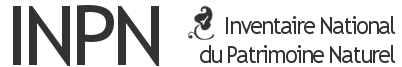 INPN
Inventaire National
du Patrimoine Naturel